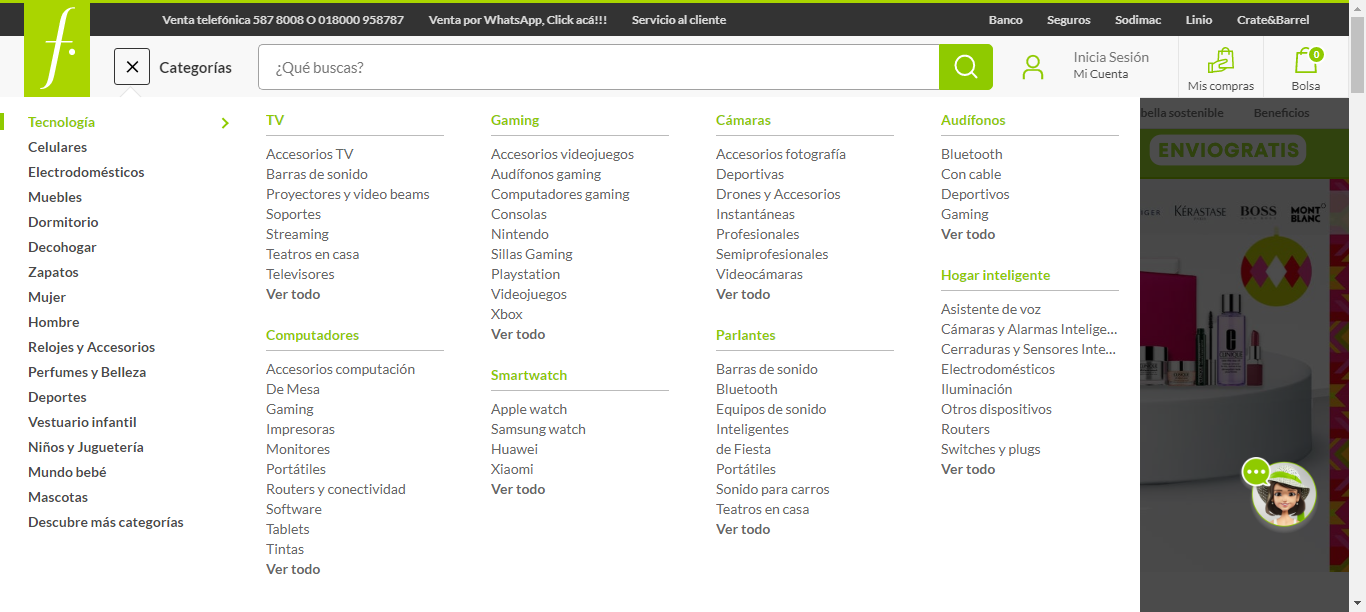 Venta telefónica 587 8008 O 018000 958787 Venta por WhatsApp, Click acá!!! Servicio al cliente Banco Seguros Sodimac Linio Crate&Barrel
f.
Categorías
¿Qué buscas?
Inicia Sesión
Mi Cuenta
Mis compras
0
Bolsa
Tecnología
Celulares
Electrodomésticos
Muebles
Dormitorio
Decohogar
Zapatos
Mujer
Hombre
Relojes y Accesorios
Perfumes y Belleza
Deportes
Vestuario infantil
Niños y Juguetería
Mundo bebé
Mascotas
Descubre más categorías
TV
Accesorios TV
Barras de sonido
Proyectores y video beams
Soportes
Streaming
Teatros en casa
Televisores
Ver todo
Computadores
Accesorios computación
De Mesa
Gaming
Impresoras
Monitores
Portátiles
Routers y conectividad
Software
Tablets
Tintas
Ver todo
Gaming
Accesorios videojuegos
Audífonos gaming
Computadores gaming
Consolas
Nintendo
Sillas Gaming
Playstation
Videojuegos
Xbox
Ver todo
Smartwatch
Apple watch
Samsung watch
Huawei
Xiaomi
Ver todo
Cámaras
Accesorios fotografía
Deportivas
Drones y Accesorios
Instantáneas
Profesionales
Semiprofesionales
Videocámaras
Ver todo
Parlantes
Barras de sonido
Bluetooth
Equipos de sonido
Inteligentes
de Fiesta
Portátiles
Sonido para carros
Teatros en casa
Ver todo
Audífonos
Bluetooth
Con cable
Deportivos
Gaming
Ver todo
Hogar inteligente
Asistente de voz
Cámaras y Alarmas Intelige...
Cerraduras y Sensores Inte...
Electrodomésticos
Iluminación
Otros dispositivos
Routers
Switches y plugs
Ver todo
bella sostenible Beneficios
ENVIOGRATIS
IGER KÉRASTASE BOSS MONT BLANC
CLINIQUE